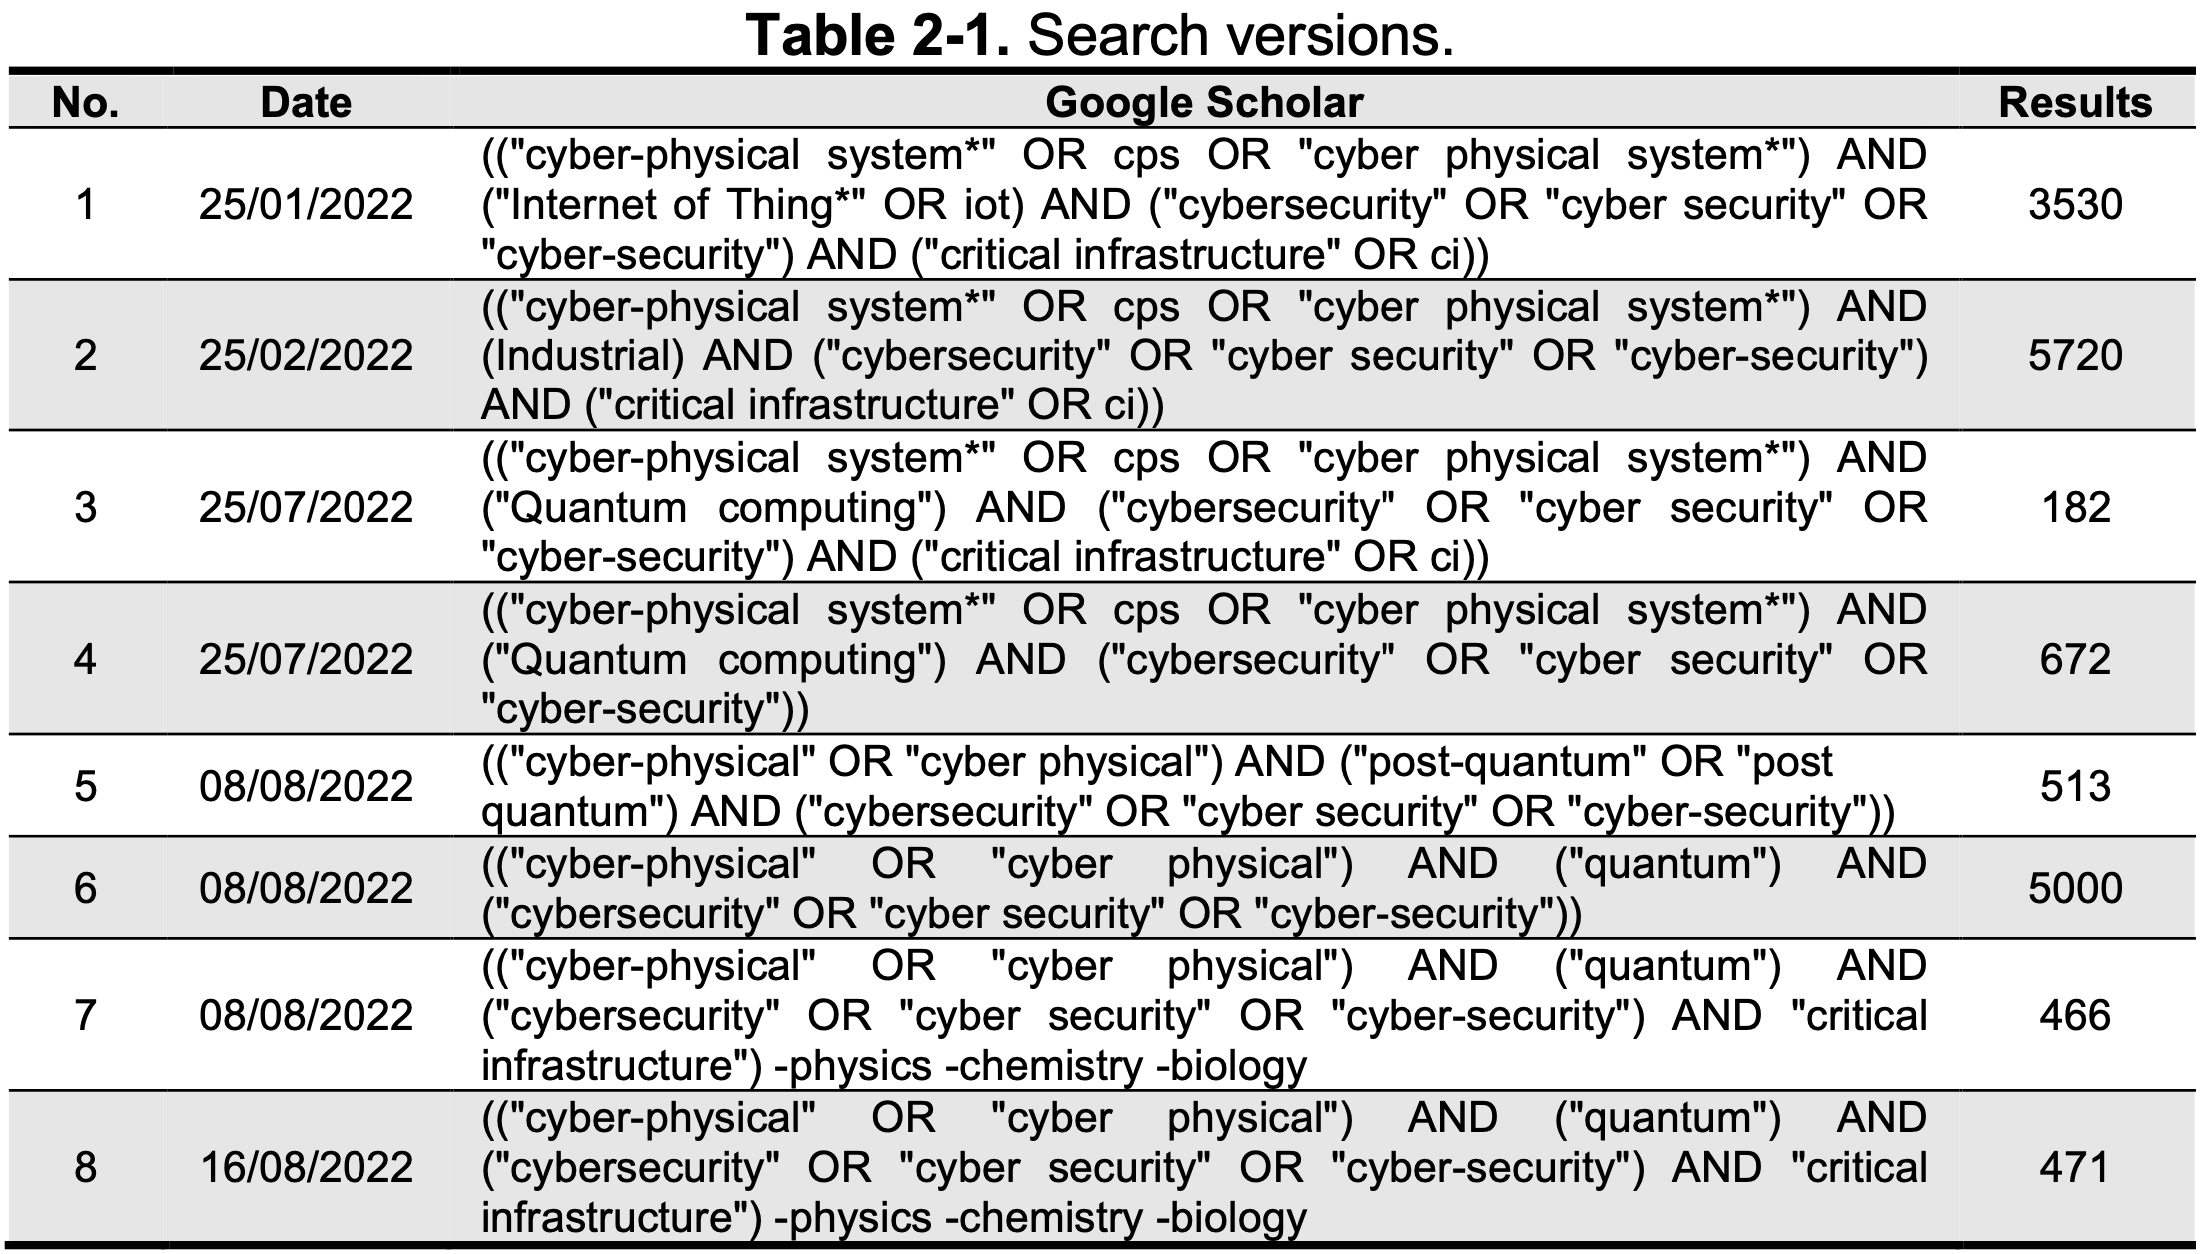 Table 2-1. Search versions.
No. Date Google Scholar Results
(("cyber-physical system*" OR cps OR "cyber physical system*") AND
1 25/01/2022 ("Internet of Thing*" OR iot) AND ("cybersecurity" OR "cyber security" OR 3530
"cyber-security") AND ("critical infrastructure" OR ci))
(("cyber-physical system*" OR cps OR "cyber physical system*") AND
2 25/02/2022 (Industrial) AND ("cybersecurity" OR "cyber security" OR "cyber-security") 5720
AND ("critical infrastructure" OR ci))
(("cyber-physical system*" OR cps OR "cyber physical system*") AND
3 25/07/2022 ("Quantum computing") AND ("cybersecurity" OR "cyber security" OR 182
"cyber-security") AND ("critical infrastructure" OR ci))
(("cyber-physical system*" OR cps OR "cyber physical system*") AND
4 25/07/2022 ("Quantum computing") AND ("cybersecurity" OR "cyber security" OR 672
"cyber-security"))
(("cyber-physical" OR "cyber physical") AND ("post-quantum" OR "post
5 08/08/2022 513
quantum") AND ("cybersecurity" OR "cyber security" OR "cyber-security"))
(("cyber-physical" OR "cyber physical") AND ("quantum") AND
6 08/08/2022 5000
("cybersecurity" OR "cyber security" OR "cyber-security"))
(("cyber-physical" OR "cyber physical") AND ("quantum") AND
7 08/08/2022 ("cybersecurity" OR "cyber security" OR "cyber-security") AND "critical 466
infrastructure") -physics -chemistry -biology
(("cyber-physical" OR "cyber physical") AND ("quantum") AND
8 16/08/2022 ("cybersecurity" OR "cyber security" OR "cyber-security") AND "critical 471
infrastructure") -physics -chemistry -biology